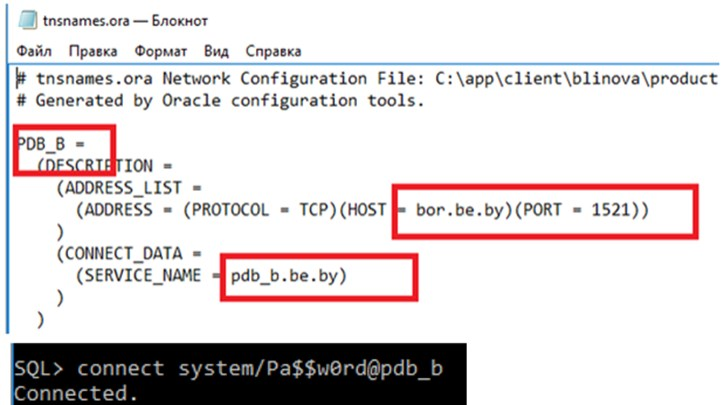 tnsnames.ora — Блокнот
Файл Правка Формат Вид Справка
# tnsnames.ora Network Configuration File: C:\app\client\blinova\product
# Generated by Oracle configuration tools.
PDB_B =
(DESCRIPTION =
(ADDRESS_LIST =
(ADDRESS = (PROTOCOL = TCP)(HOST = bor.be.by)(PORT = 1521))
)
(CONNECT_DATA =
(SERVICE_NAME = pdb_b.be.by)
)
)
SQL> connect system/Pa$$w0rd@pdb_b
Connected.